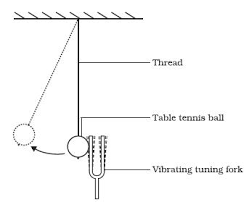 Thread
Table tennis ball
Vibrating tuning fork